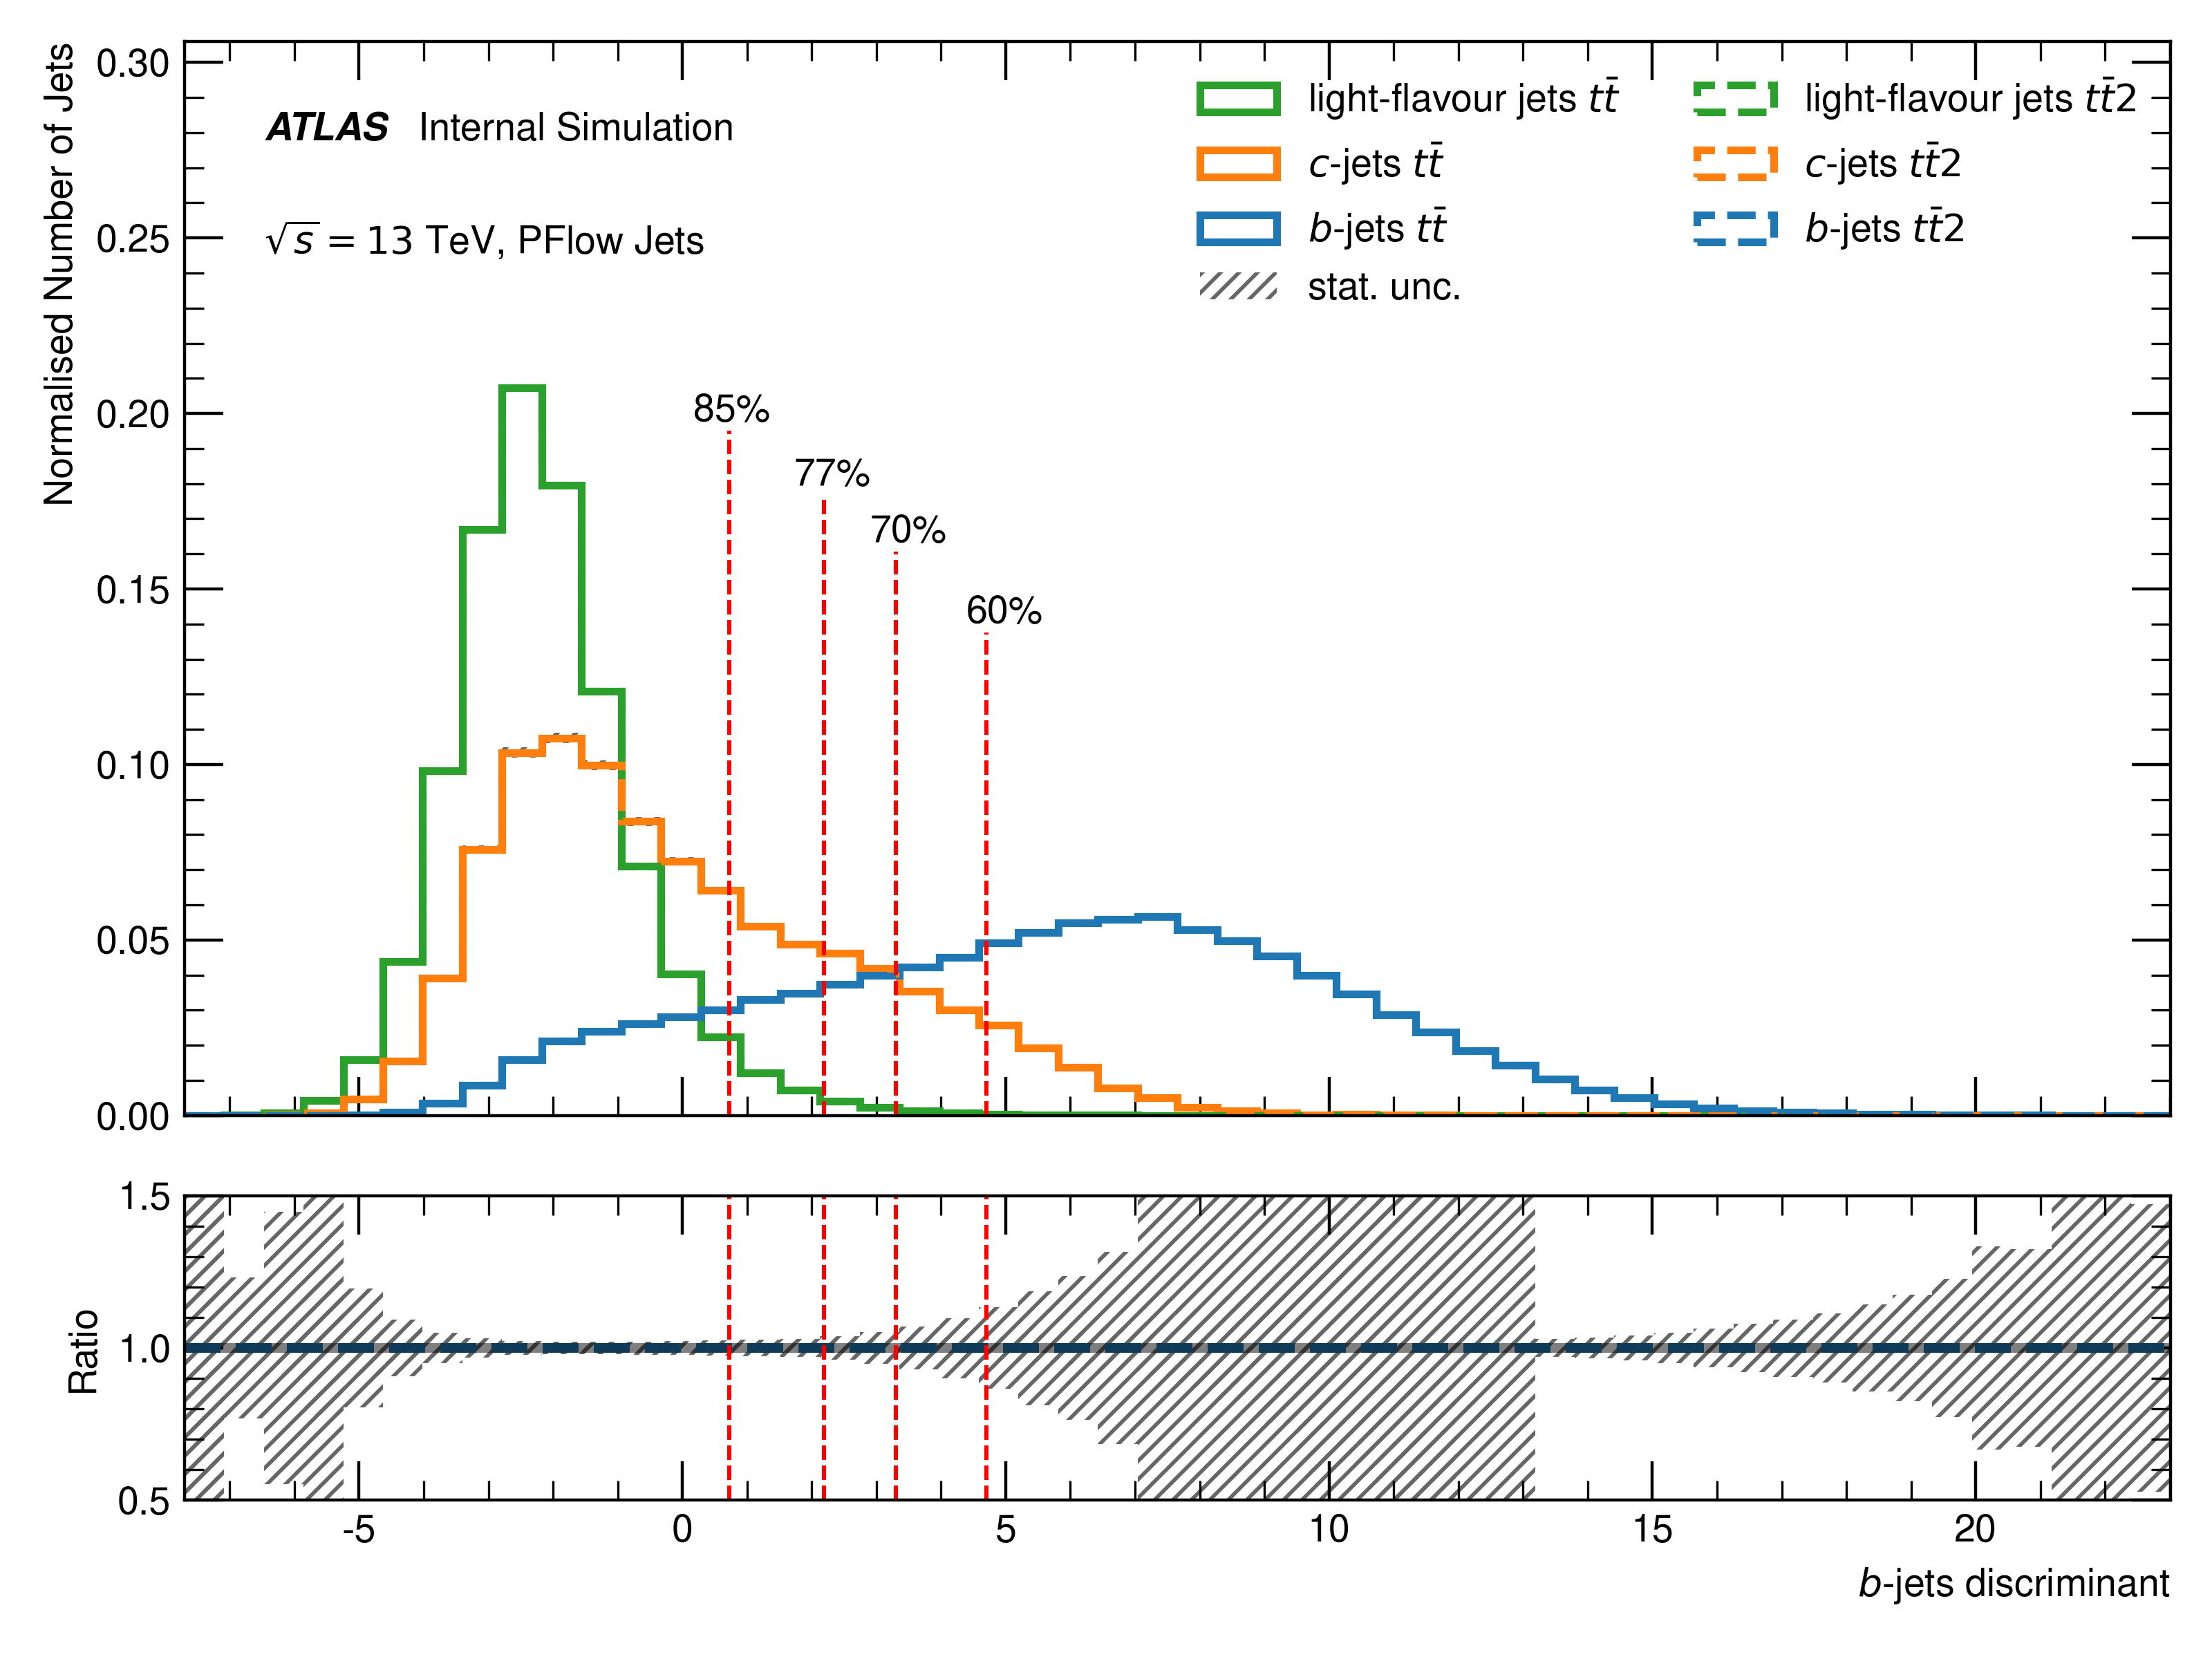 Normalised Number of Jets
0.30
0.25
0.20
0.15
0.10
0.05
0.00
ATLAS Internal Simulation
√s = 13 TeV, PFlow Jets
light-flavour jets tt̄
c-jets tt̄
b-jets tt̄
stat. unc.
light-flavour jets tt̄2
c-jets tt̄2
b-jets tt̄2
85%
77%
70%
60%
Ratio
1.5
1.0
0.5
-5 0 5 10 15 20
b-jets discriminant